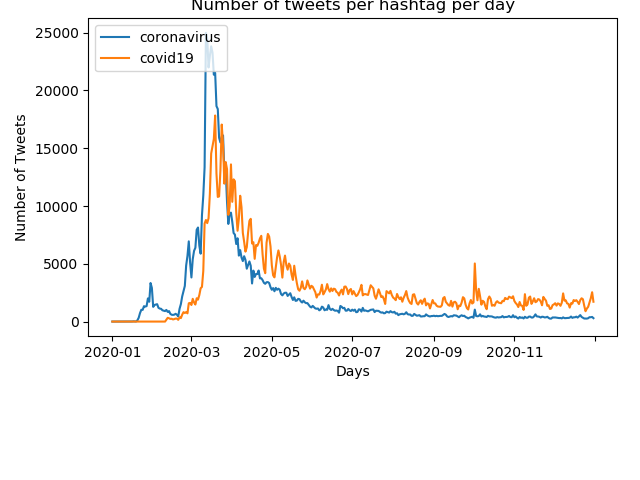 Number of tweets per hashtag per day
25000
20000
15000
10000
5000
0
Number of Tweets
coronavirus
covid19
2020-01 2020-03 2020-05 2020-07 2020-09 2020-11
Days